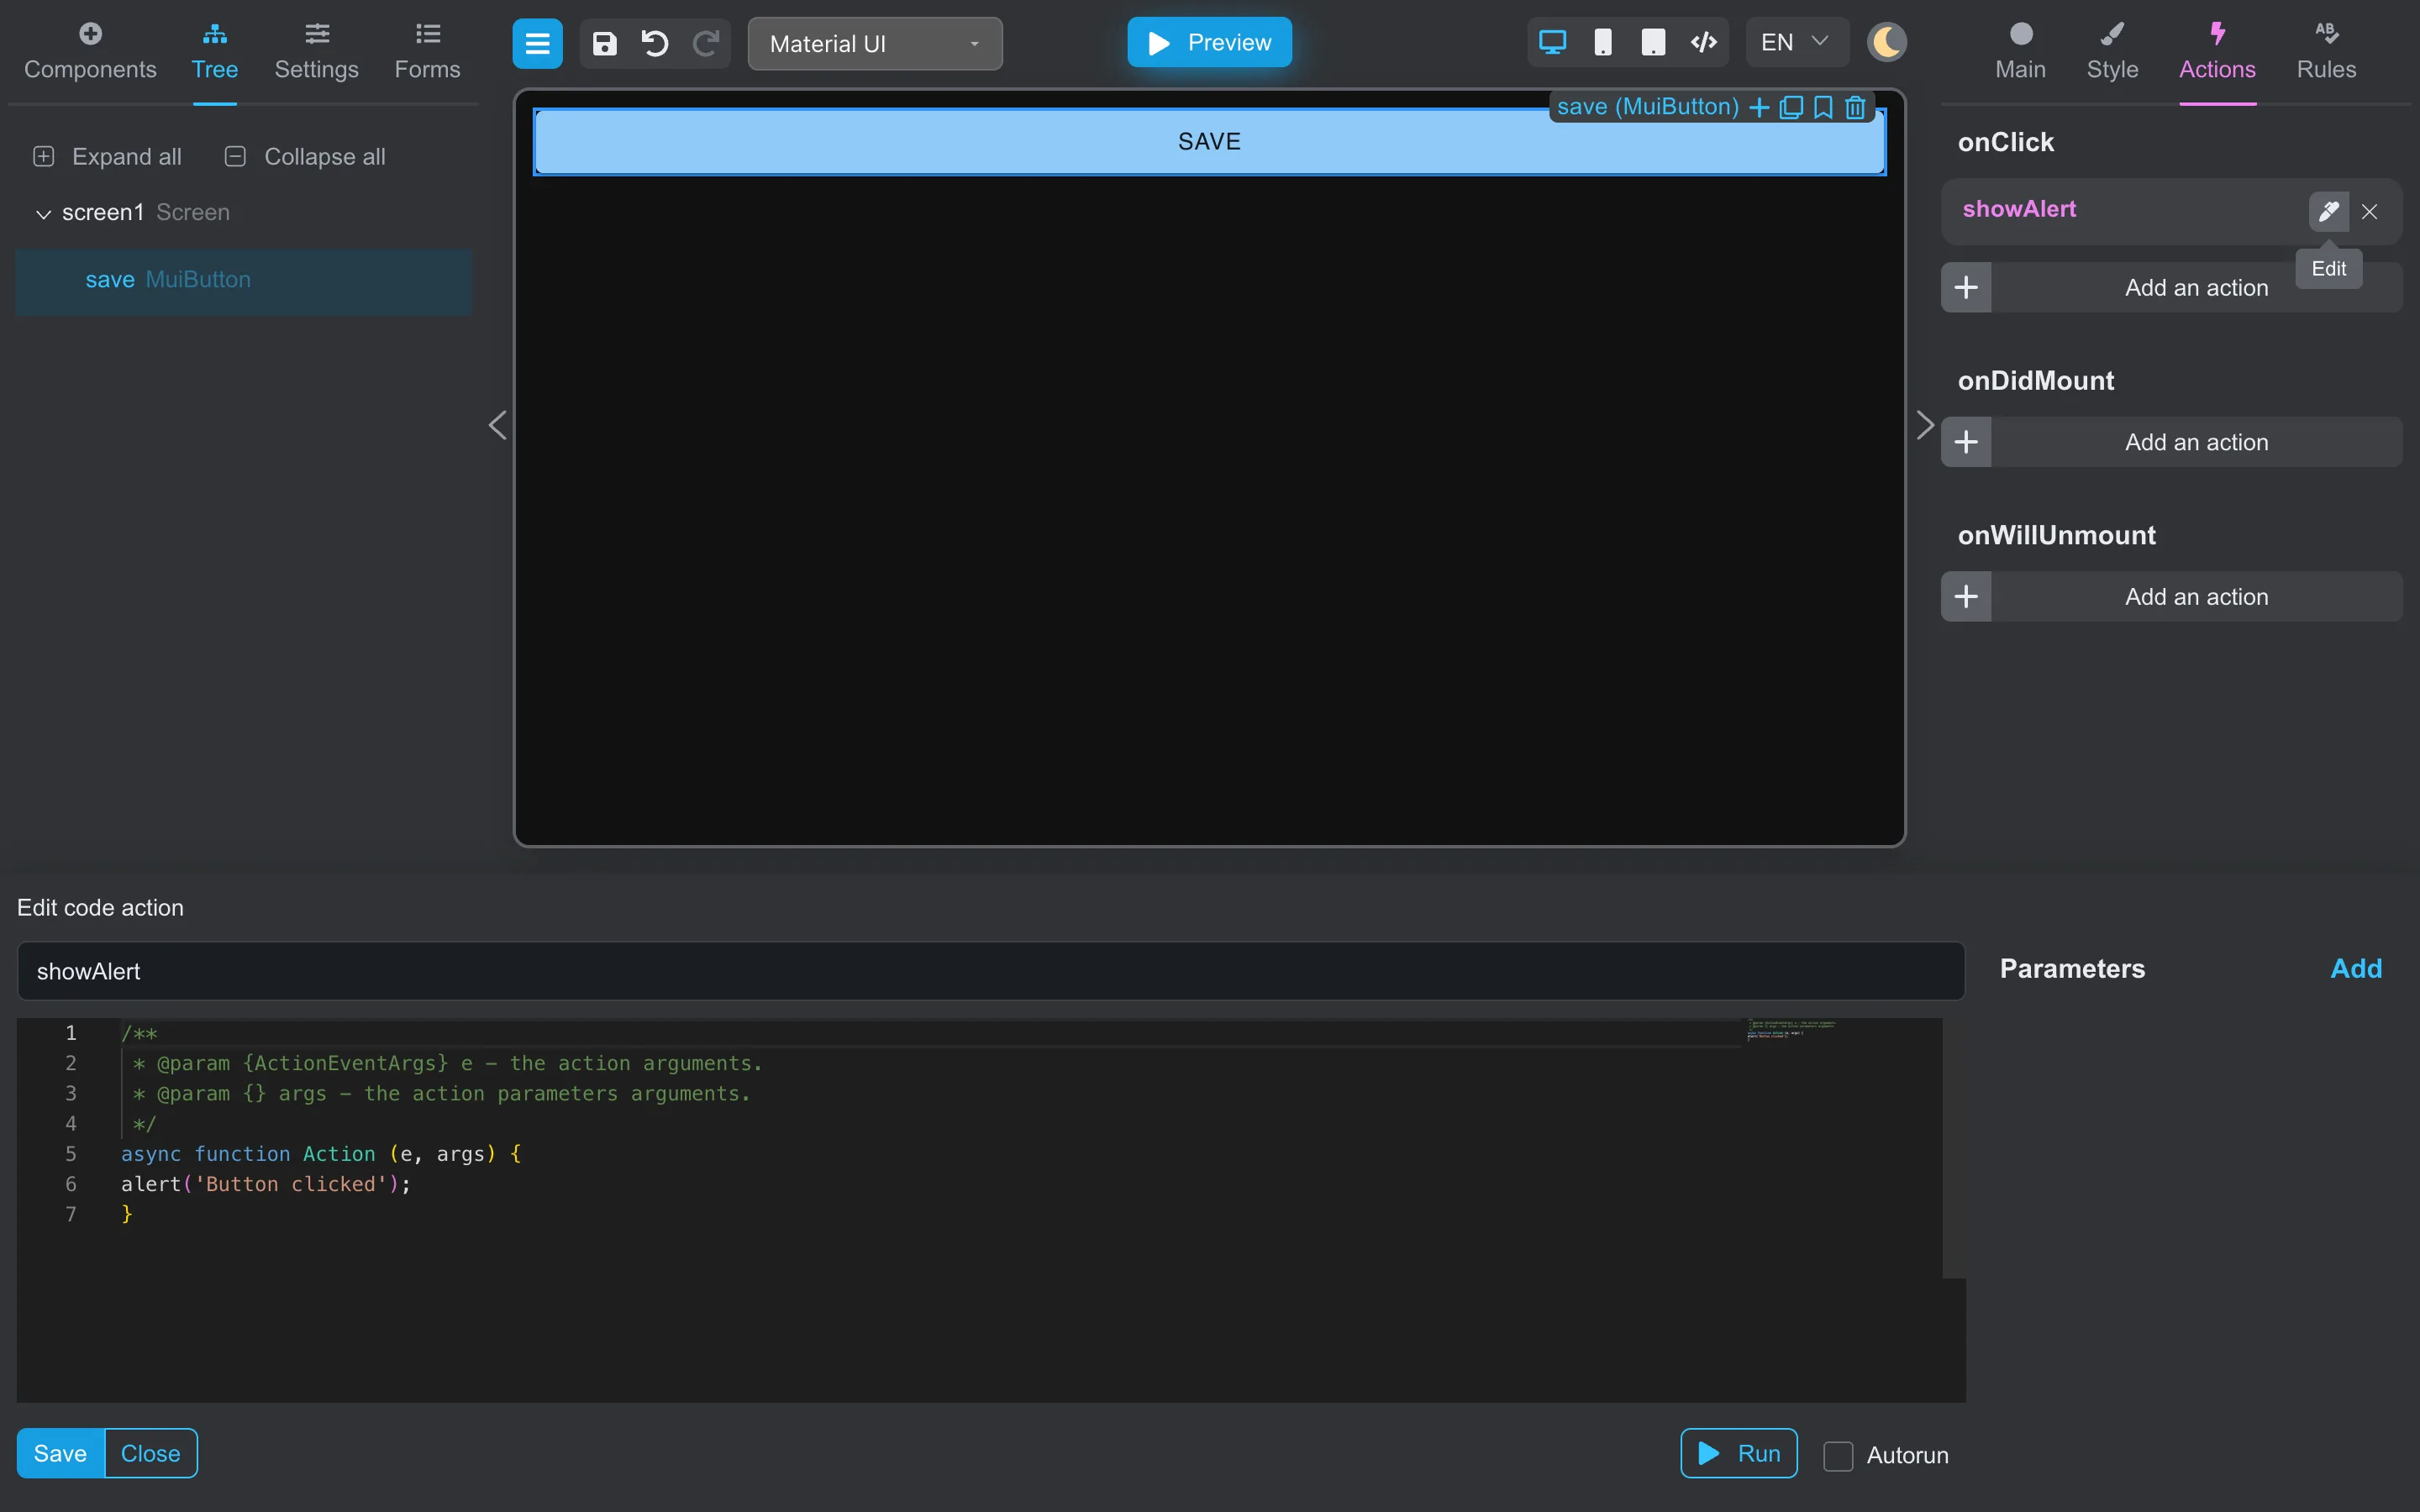 Components Tree Settings Forms
Material UI
Preview
EN
Main Style Actions Rules
Expand all Collapse all
screen1 Screen
save MuiButton
save (MuiButton)
SAVE
onClick
showAlert
Edit
Add an action
onDidMount
Add an action
onWillUnmount
Add an action
Edit code action
showAlert
Parameters Add
1 /**
2 * @param {ActionEventArgs} e - the action arguments.
3 * @param {} args - the action parameters arguments.
4 */
5 async function Action (e, args) {
6 alert('Button clicked');
7 }
Save Close
Run Autorun